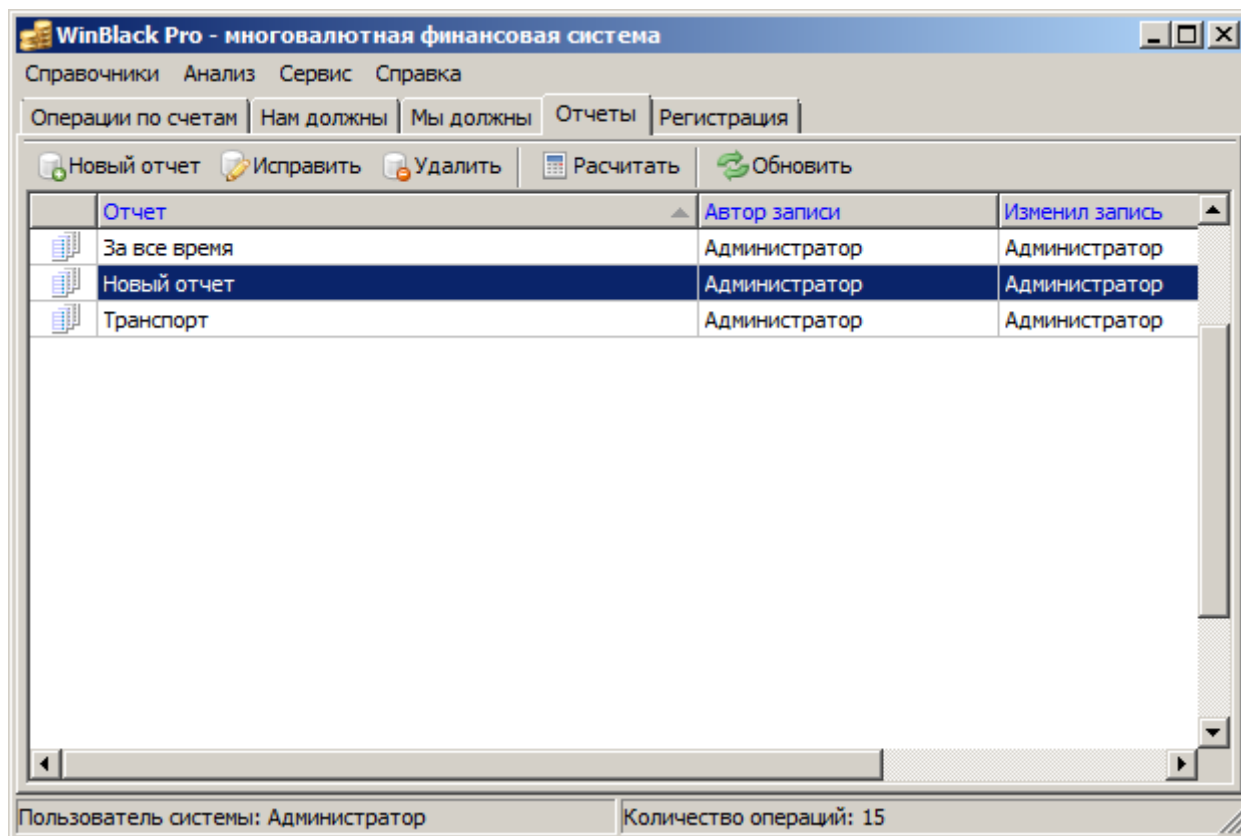 WinBlack Pro - многовалютная финансовая система
Справочники Анализ Сервис Справка
Операции по счетам Нам должны Мы должны Отчеты Регистрация
Новый отчет Исправить Удалить Расчитать Обновить
Отчет Автор записи Изменил запись
За все время Администратор Администратор
Новый отчет Администратор Администратор
Транспорт Администратор Администратор
Пользователь системы: Администратор Количество операций: 15